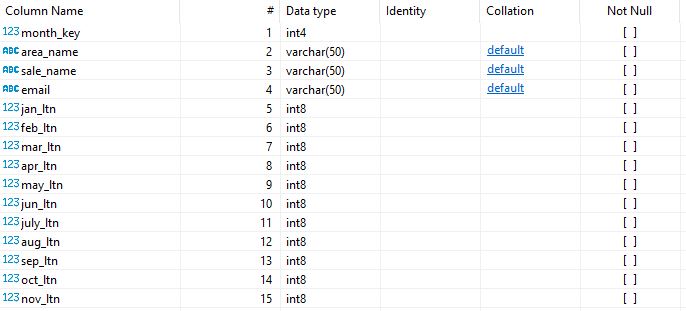 Column Name # Data type Identity Collation Not Null
123 month_key 1 int4 [ ]
ABC area_name 2 varchar(50) default [ ]
ABC sale_name 3 varchar(50) default [ ]
ABC email 4 varchar(50) default [ ]
123 jan_ltn 5 int8 [ ]
123 feb_ltn 6 int8 [ ]
123 mar_ltn 7 int8 [ ]
123 apr_ltn 8 int8 [ ]
123 may_ltn 9 int8 [ ]
123 jun_ltn 10 int8 [ ]
123 july_ltn 11 int8 [ ]
123 aug_ltn 12 int8 [ ]
123 sep_ltn 13 int8 [ ]
123 oct_ltn 14 int8 [ ]
123 nov_ltn 15 int8 [ ]